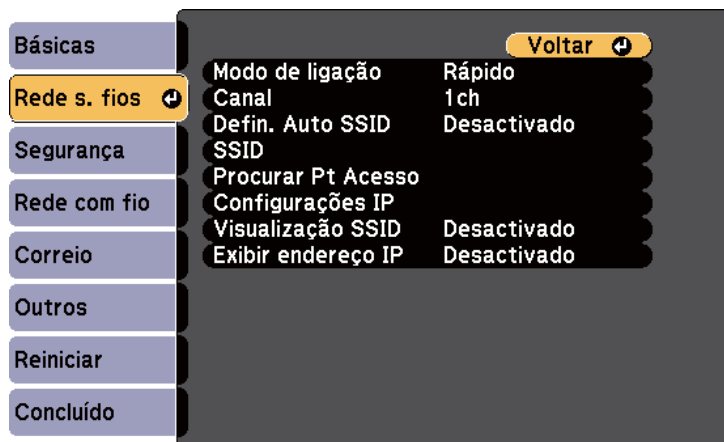 Básicas
Rede s. fios
Segurança
Rede com fio
Correio
Outros
Reiniciar
Concluído
Voltar
Modo de ligação Rápido
Canal 1ch
Defin. Auto SSID Desactivado
SSID
Procurar Pt Acesso
Configurações IP
Visualização SSID Desactivado
Exibir endereço IP Desactivado